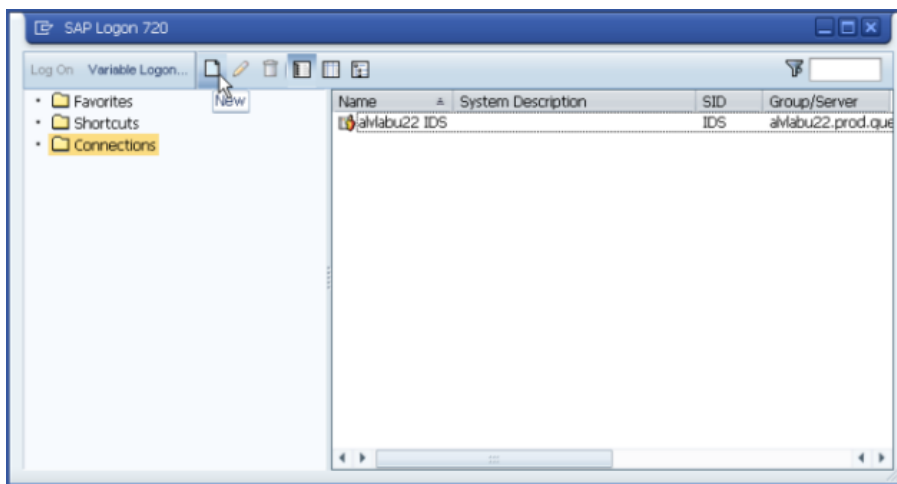 SAP Logon 720
Log On Variable Logon...
New
Favorites
Shortcuts
Connections
Name System Description SID Group/Server
alvlabu22 IDS IDS alvlabu22.prod.que